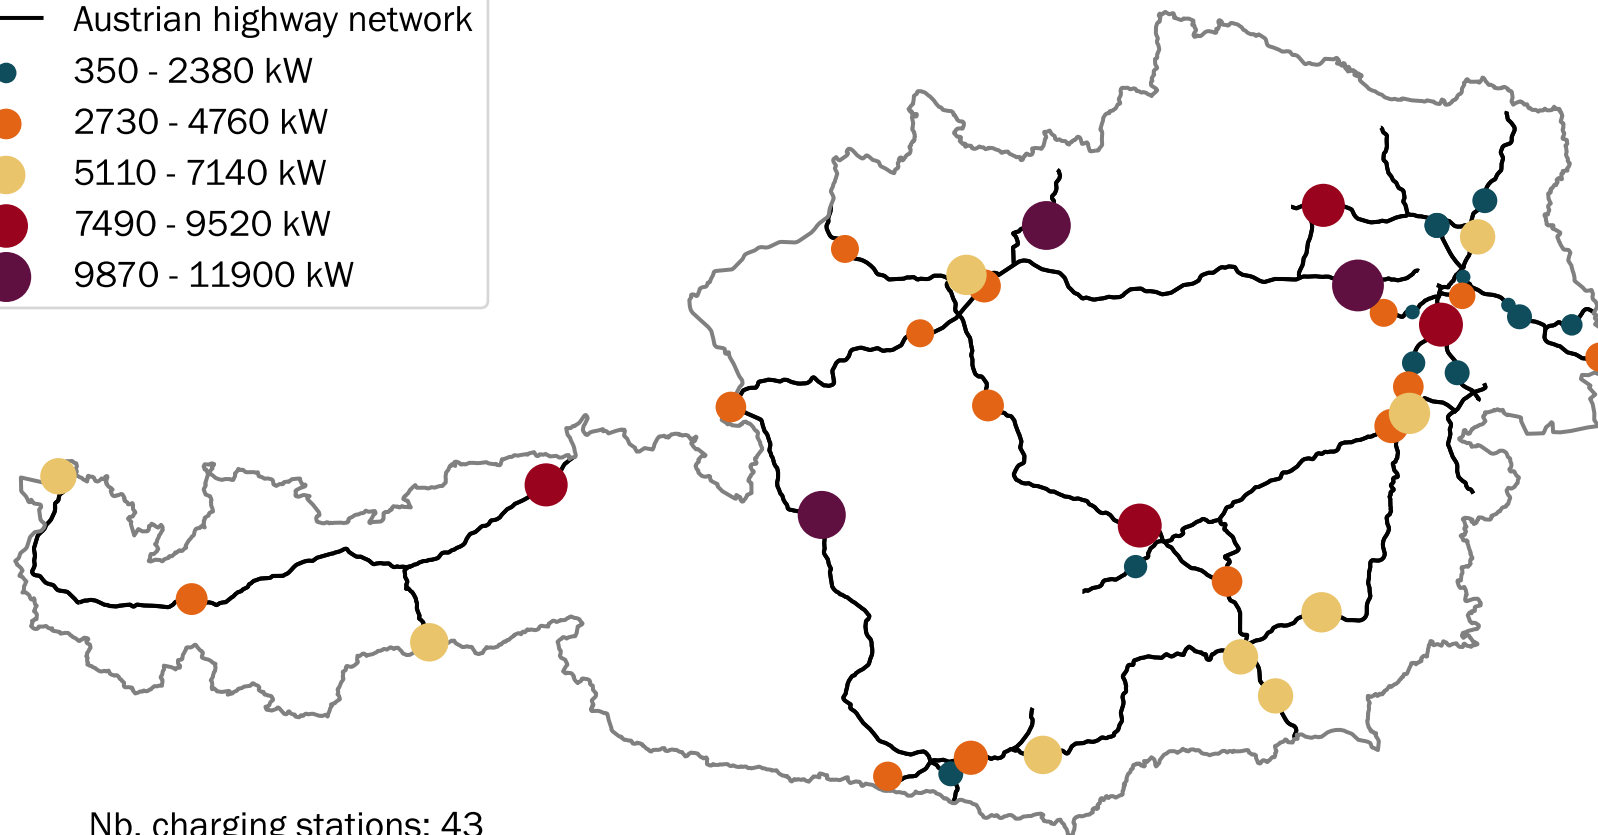 Austrian highway network
350 - 2380 kW
2730 - 4760 kW
5110 - 7140 kW
7490 - 9520 kW
9870 - 11900 kW
Nb. charging stations: 43